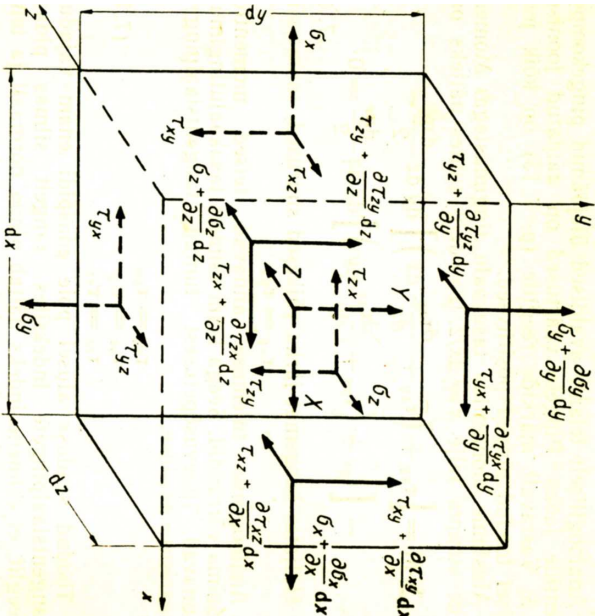 z
dy
dx
dz
y
x
σx
τxy
τxz
τyx
τyz
σy
σz + ∂σz/∂z dz
τzy + ∂τzy/∂z dz
τzx + ∂τzx/∂z dz
τyz + ∂τyz/∂y dy
σy + ∂σy/∂y dy
τyx + ∂τyx/∂y dy
Z
Y
X
τzx
τzy
σz
τxz + ∂τxz/∂x dx
σx + ∂σx/∂x dx
τxy + ∂τxy/∂x dx